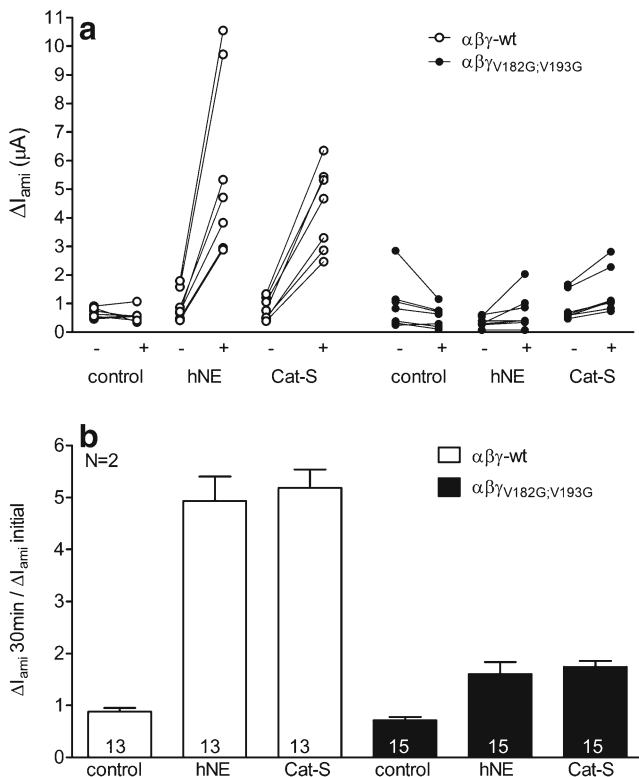 a
11
10
9
8
7
6
5
4
3
2
1
0
ΔI_ami (μA)
αβγ-wt
αβγV182G;V193G
- + - + - + - + - + - +
control hNE Cat-S control hNE Cat-S
b
N=2
6
5
4
3
2
1
0
ΔI_ami 30min / ΔI_ami initial
αβγ-wt
αβγV182G;V193G
13 13 13 15 15 15
control hNE Cat-S control hNE Cat-S